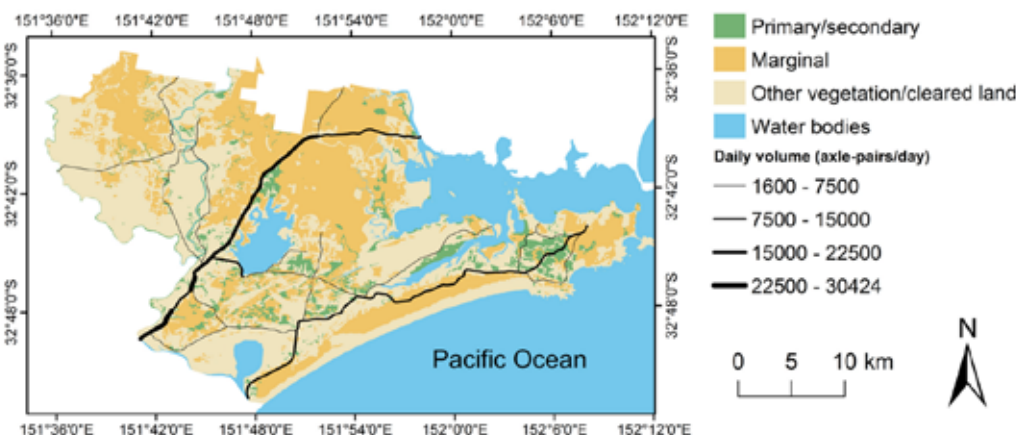 151°36'0"E 151°42'0"E 151°48'0"E 151°54'0"E 152°0'0"E 152°6'0"E 152°12'0"E
32°36'0"S
32°42'0"S
32°48'0"S
32°36'0"S
32°42'0"S
32°48'0"S
Pacific Ocean
151°36'0"E 151°42'0"E 151°48'0"E 151°54'0"E 152°0'0"E 152°6'0"E 152°12'0"E
Primary/secondary
Marginal
Other vegetation/cleared land
Water bodies
Daily volume (axle-pairs/day)
1600 - 7500
7500 - 15000
15000 - 22500
22500 - 30424
0 5 10 km
N